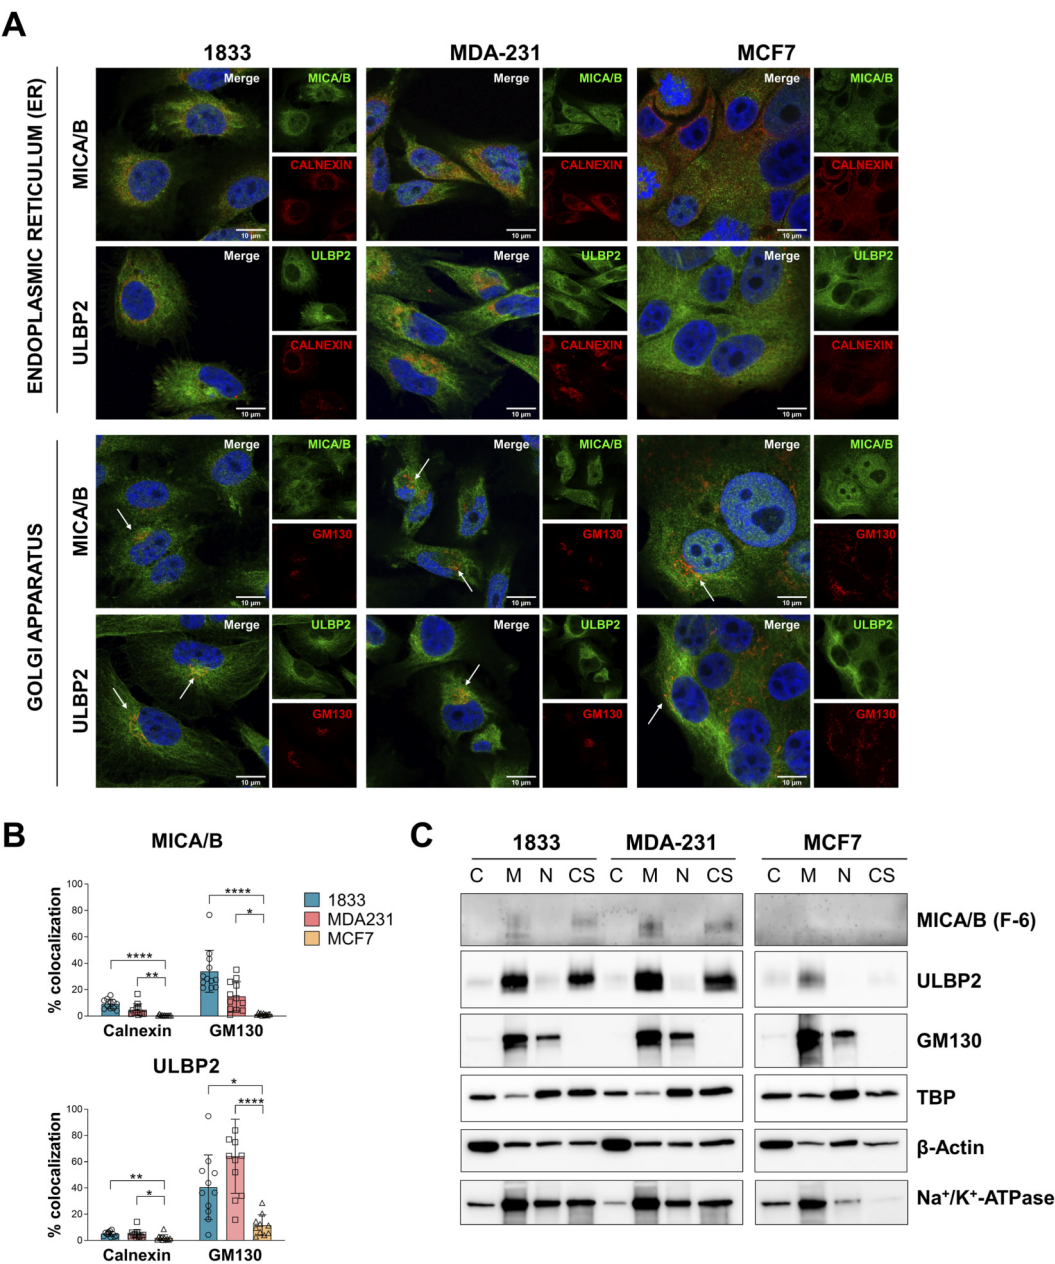 A
1833 MDA-231 MCF7
ENDOPLASMIC RETICULUM (ER)
MICA/B
Merge MICA/B Merge MICA/B Merge MICA/B
CALNEXIN CALNEXIN CALNEXIN
10 µm 10 µm 10 µm
ULBP2
Merge ULBP2 Merge ULBP2 Merge ULBP2
CALNEXIN CALNEXIN CALNEXIN
10 µm 10 µm 10 µm
GOLGI APPARATUS
MICA/B
Merge MICA/B Merge MICA/B Merge MICA/B
GM130 GM130 GM130
10 µm 10 µm 10 µm
ULBP2
Merge ULBP2 Merge ULBP2 Merge ULBP2
GM130 GM130 GM130
10 µm 10 µm 10 µm
B
MICA/B
% colocalization
100
80
60
40
20
0
**** ** **** *
Calnexin GM130
1833
MDA231
MCF7
ULBP2
% colocalization
100
80
60
40
20
0
** * * ****
Calnexin GM130
C
1833 MDA-231 MCF7
C M N CS C M N CS C M N CS
MICA/B (F-6)
ULBP2
GM130
TBP
β-Actin
Na⁺/K⁺-ATPase